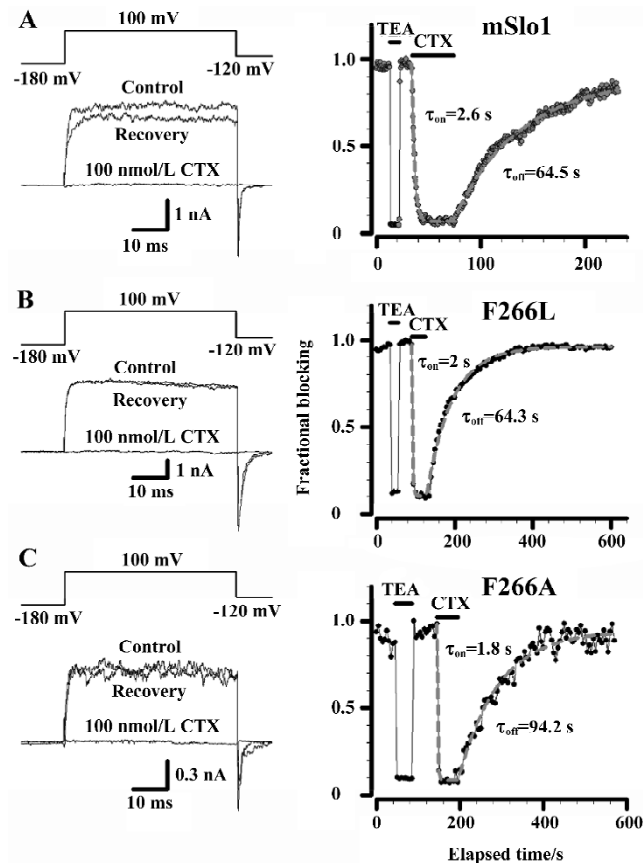 A
100 mV
-180 mV
-120 mV
Control
Recovery
100 nmol/L CTX
1 nA
10 ms
mSlo1
TEA
CTX
1.0
0.5
0
τon=2.6 s
τoff=64.5 s
0 100 200
B
100 mV
-180 mV
-120 mV
Control
Recovery
100 nmol/L CTX
1 nA
10 ms
F266L
TEA
CTX
Fractional blocking
1.0
0.5
0
τon=2 s
τoff=64.3 s
0 200 400 600
C
100 mV
-180 mV
-120 mV
Control
Recovery
100 nmol/L CTX
0.3 nA
10 ms
F266A
TEA
CTX
1.0
0.5
0
τon=1.8 s
τoff=94.2 s
0 200 400 600
Elapsed time/s